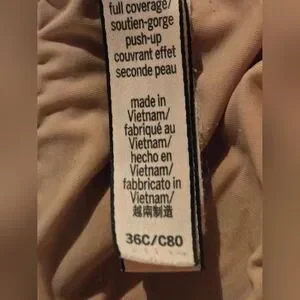 full coverage/
soutien-gorge
push-up
couvrant effet
seconde peau
made in
Vietnam/
fabriqué au
Vietnam/
hecho en
Vietnam/
fabbricato in
Vietnam/
越南制造
36C/C80